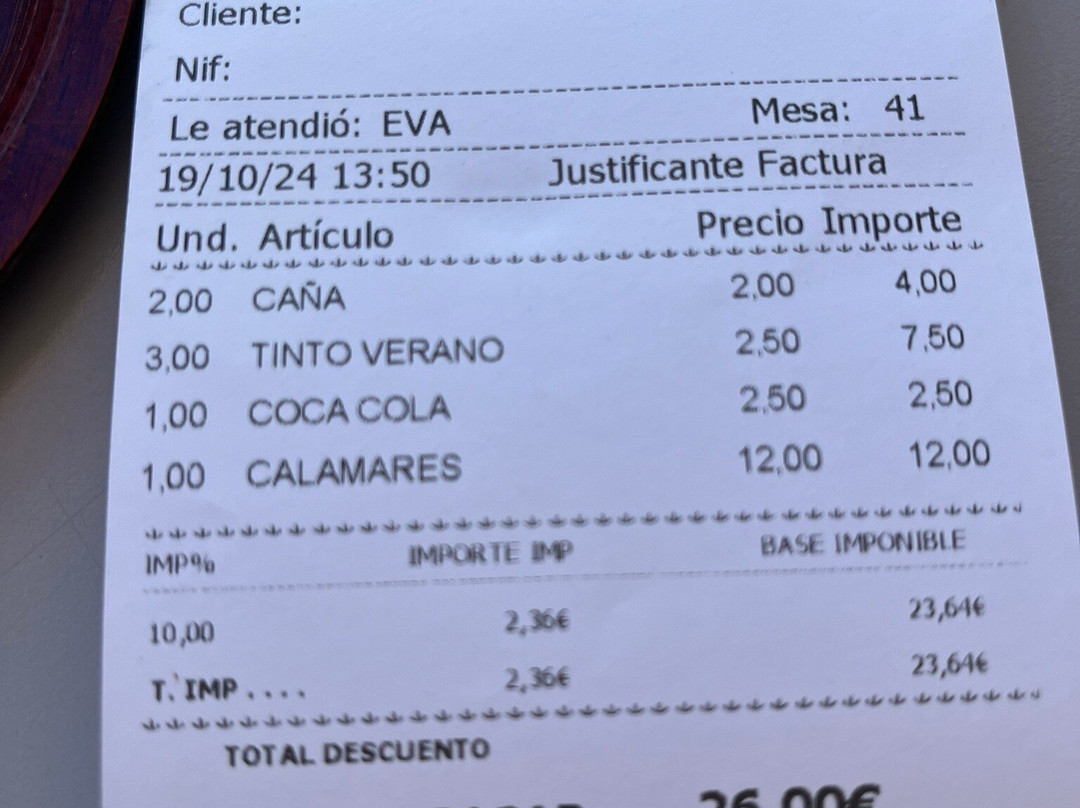 Cliente:
Nif:
Le atendió: EVA Mesa: 41
19/10/24 13:50 Justificante Factura
Und. Artículo Precio Importe
2,00 CAÑA 2,00 4,00
3,00 TINTO VERANO 2,50 7,50
1,00 COCA COLA 2,50 2,50
1,00 CALAMARES 12,00 12,00
IMP% IMPORTE IMP BASE IMPONIBLE
10,00 2,36€ 23,64€
T. IMP . . . . 2,36€ 23,64€
TOTAL DESCUENTO
26,00€